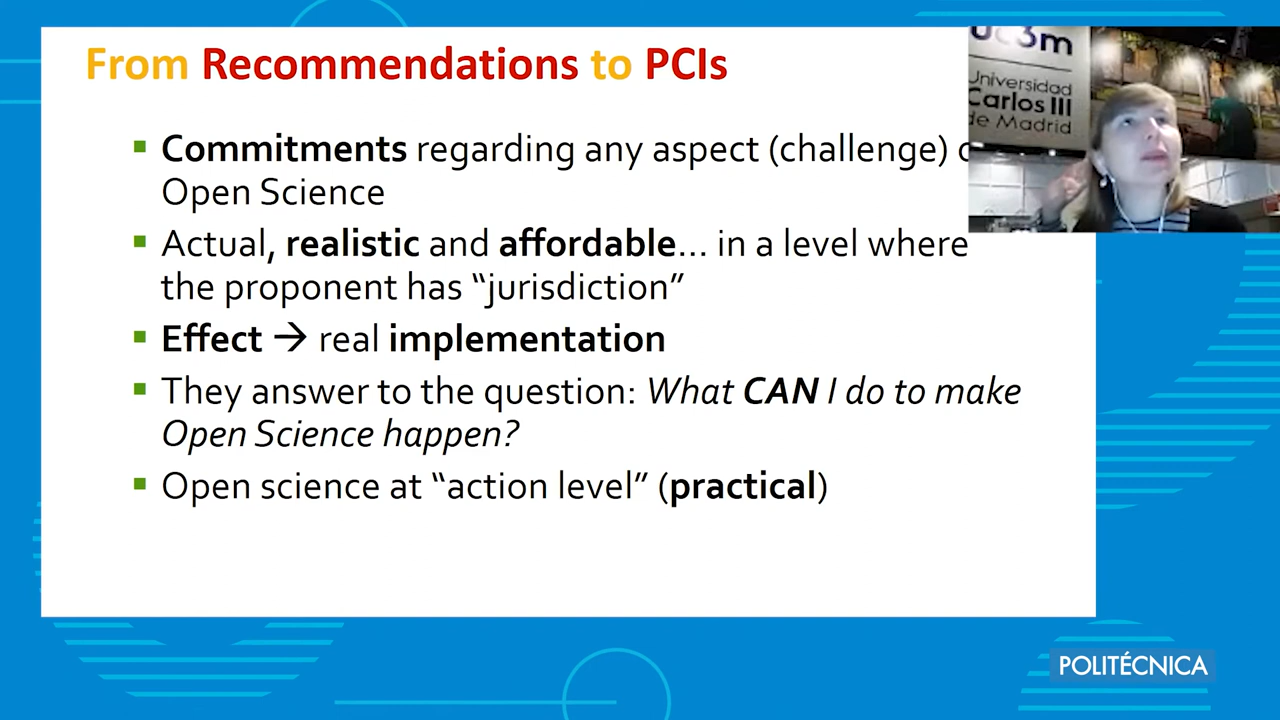 From Recommendations to PCIs
▪ Commitments regarding any aspect (challenge)
Open Science
▪ Actual, realistic and affordable... in a level where
the proponent has “jurisdiction”
▪ Effect → real implementation
▪ They answer to the question: What CAN I do to make
Open Science happen?
▪ Open science at “action level” (practical)
uc3m
Universidad
Carlos III
de Madrid
POLITÉCNICA